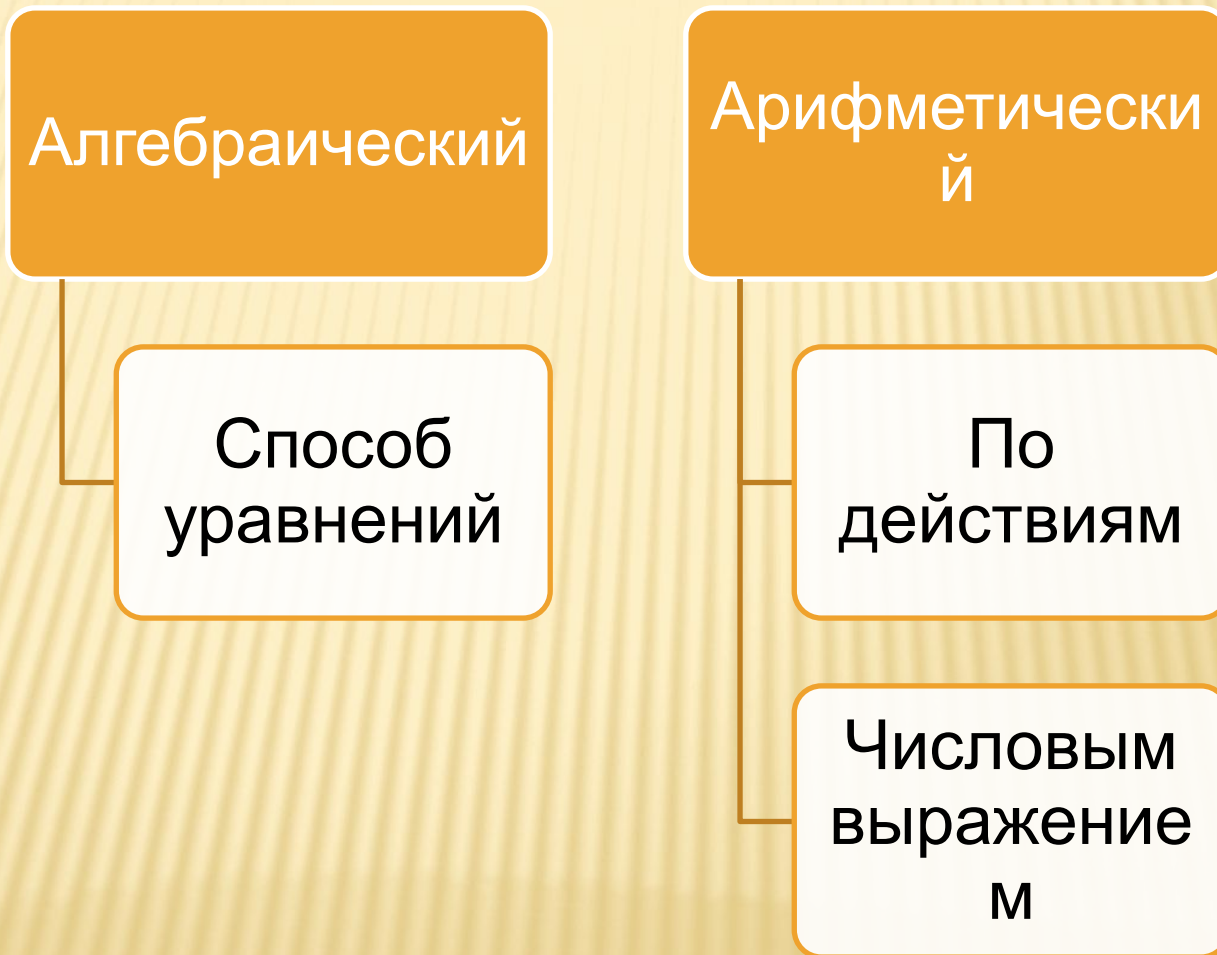 Алгебраический
Способ
уравнений
Арифметически
й
По
действиям
Числовым
выражение
м